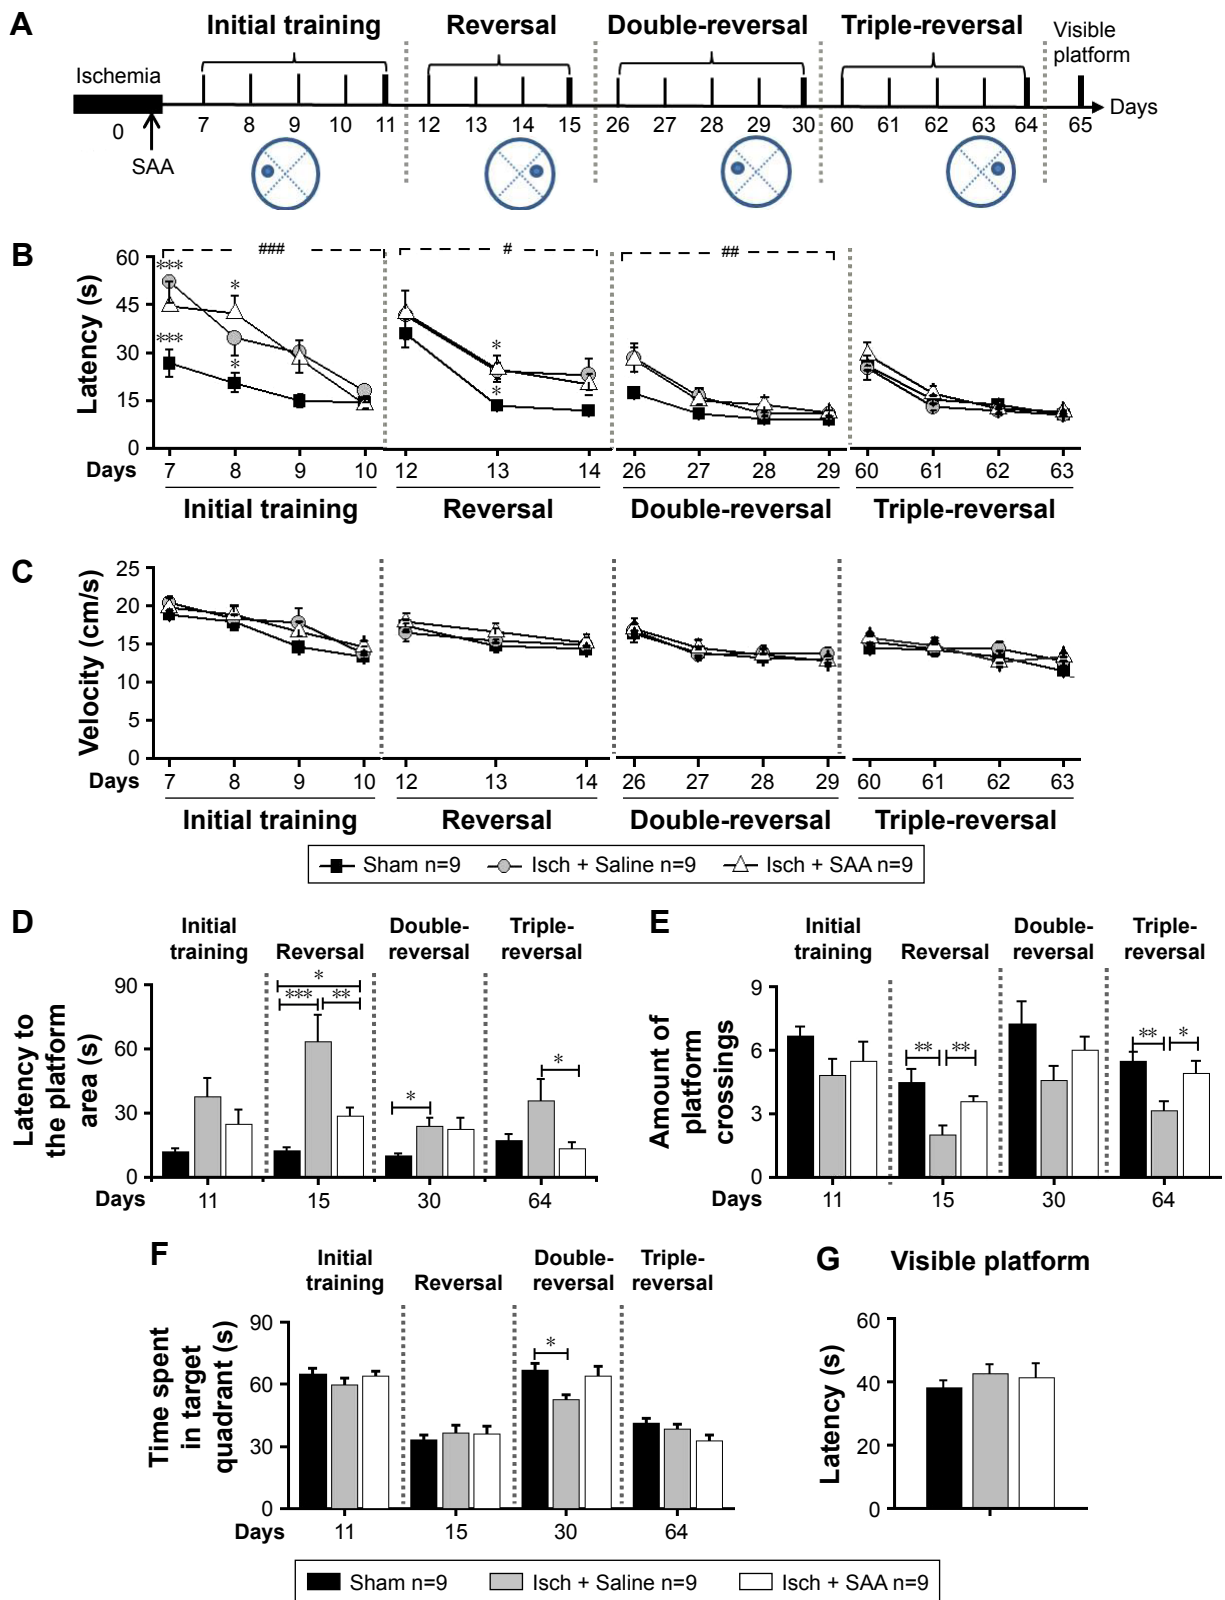 A
Initial training
Reversal
Double-reversal
Triple-reversal
Visible
platform
Ischemia
0
7
8
9
10
11
12
13
14
15
26
27
28
29
30
60
61
62
63
64
65
Days
SAA
B
Latency (s)
60
45
30
15
0
###
#
##
***
***
*
*
*
*
Days
7
8
9
10
12
13
14
26
27
28
29
60
61
62
63
Initial training
Reversal
Double-reversal
Triple-reversal
C
Velocity (cm/s)
25
20
15
10
5
0
Days
7
8
9
10
12
13
14
26
27
28
29
60
61
62
63
Initial training
Reversal
Double-reversal
Triple-reversal
Sham n=9
Isch + Saline n=9
Isch + SAA n=9
D
Initial
training
Reversal
Double-
reversal
Triple-
reversal
Latency to
the platform
area (s)
90
60
30
0
*
***
**
*
*
Days
11
15
30
64
E
Initial
training
Reversal
Double-
reversal
Triple-
reversal
Amount of
platform
crossings
9
6
3
0
**
**
**
*
Days
11
15
30
64
F
Initial
training
Reversal
Double-
reversal
Triple-
reversal
Time spent
in target
quadrant (s)
90
60
30
0
*
Days
11
15
30
64
G
Visible platform
Latency (s)
60
40
20
0
Sham n=9
Isch + Saline n=9
Isch + SAA n=9